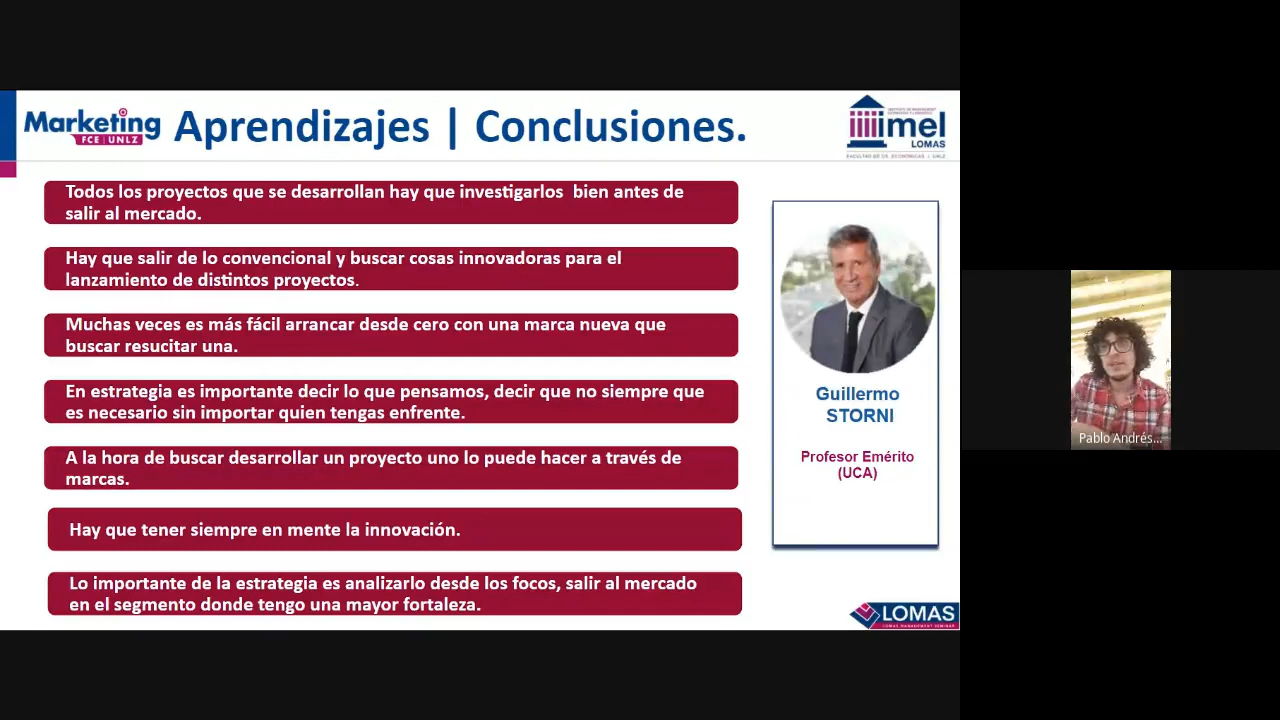 Marketing
FCE | UNLZ
Aprendizajes | Conclusiones.
imel
LOMAS
Todos los proyectos que se desarrollan hay que investigarlos bien antes de
salir al mercado.
Hay que salir de lo convencional y buscar cosas innovadoras para el
lanzamiento de distintos proyectos.
Muchas veces es más fácil arrancar desde cero con una marca nueva que
buscar resucitar una.
En estrategia es importante decir lo que pensamos, decir que no siempre que
es necesario sin importar quien tengas enfrente.
A la hora de buscar desarrollar un proyecto uno lo puede hacer a través de
marcas.
Hay que tener siempre en mente la innovación.
Lo importante de la estrategia es analizarlo desde los focos, salir al mercado
en el segmento donde tengo una mayor fortaleza.
Guillermo
STORNI
Profesor Emérito
(UCA)
LOMAS
LOMAS MANAGEMENT SEMINAR
Pablo Andrés...